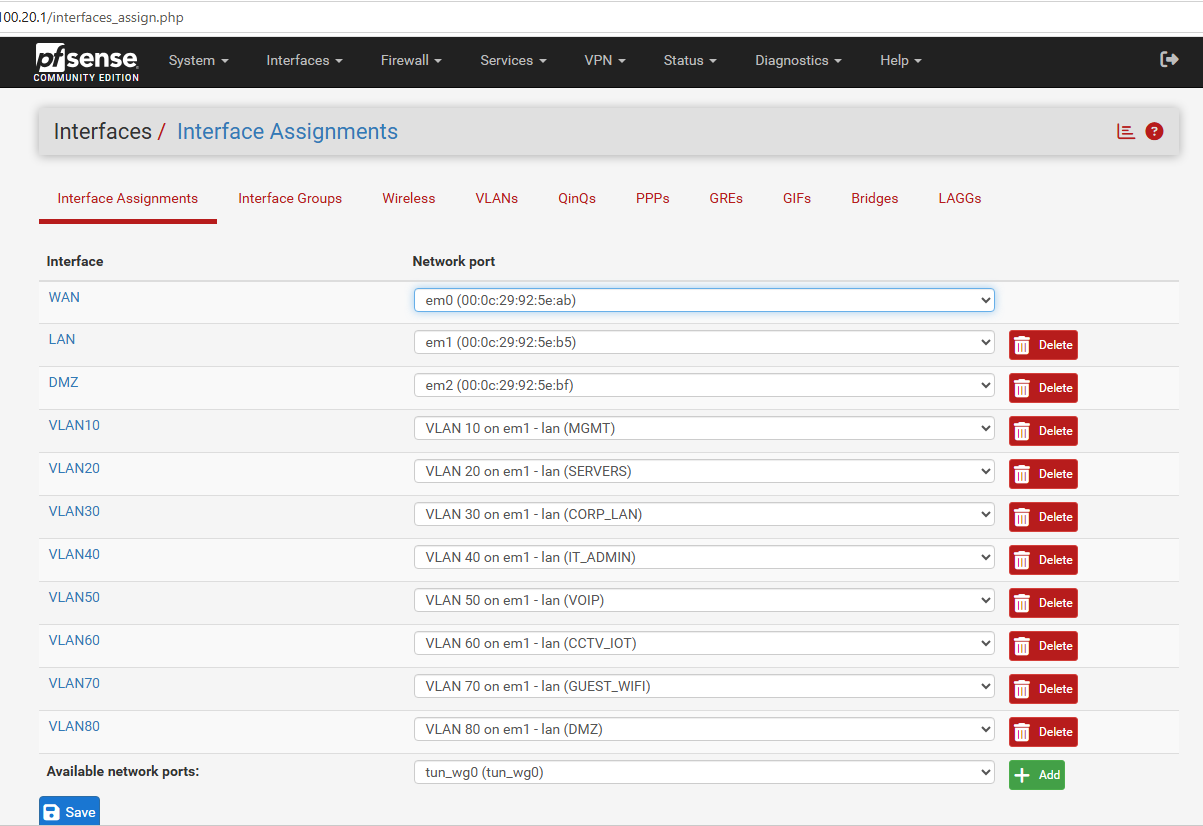 100.20.1/interfaces_assign.php
pfsense
COMMUNITY EDITION
System Interfaces Firewall Services VPN Status Diagnostics Help
Interfaces / Interface Assignments
Interface Assignments Interface Groups Wireless VLANs QinQs PPPs GREs GIFs Bridges LAGGs
Interface Network port
WAN em0 (00:0c:29:92:5e:ab)
LAN em1 (00:0c:29:92:5e:b5) Delete
DMZ em2 (00:0c:29:92:5e:bf) Delete
VLAN10 VLAN 10 on em1 - lan (MGMT) Delete
VLAN20 VLAN 20 on em1 - lan (SERVERS) Delete
VLAN30 VLAN 30 on em1 - lan (CORP_LAN) Delete
VLAN40 VLAN 40 on em1 - lan (IT_ADMIN) Delete
VLAN50 VLAN 50 on em1 - lan (VOIP) Delete
VLAN60 VLAN 60 on em1 - lan (CCTV_IOT) Delete
VLAN70 VLAN 70 on em1 - lan (GUEST_WIFI) Delete
VLAN80 VLAN 80 on em1 - lan (DMZ) Delete
Available network ports: tun_wg0 (tun_wg0) Add
Save